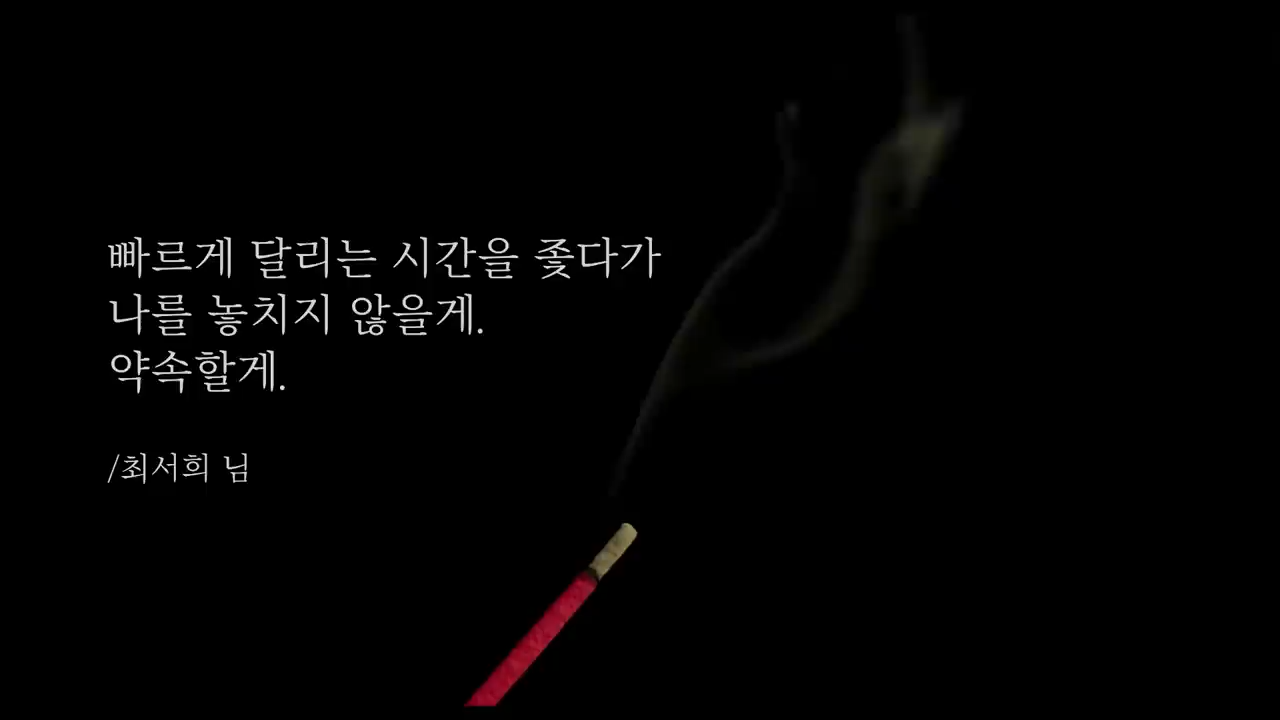 빠르게 달리는 시간을 좇다가
나를 놓치지 않을게.
약속할게.
/최서희 님